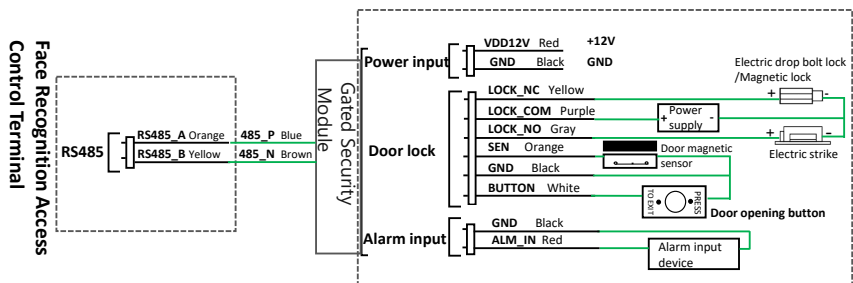 Face Recognition Access
Control Terminal
RS485
RS485_A Orange
RS485_B Yellow
485_P Blue
485_N Brown
Gated Security
Module
Power input
VDD12V Red +12V
GND Black GND
Door lock
LOCK_NC Yellow
LOCK_COM Purple
LOCK_NO Gray
SEN Orange
GND Black
BUTTON White
Electric drop bolt lock
/Magnetic lock
+ -
+ Power -
supply
+ -
Electric strike
Door magnetic
sensor
PRESS
TO EXIT
Door opening button
Alarm input
GND Black
ALM_IN Red
Alarm input
device